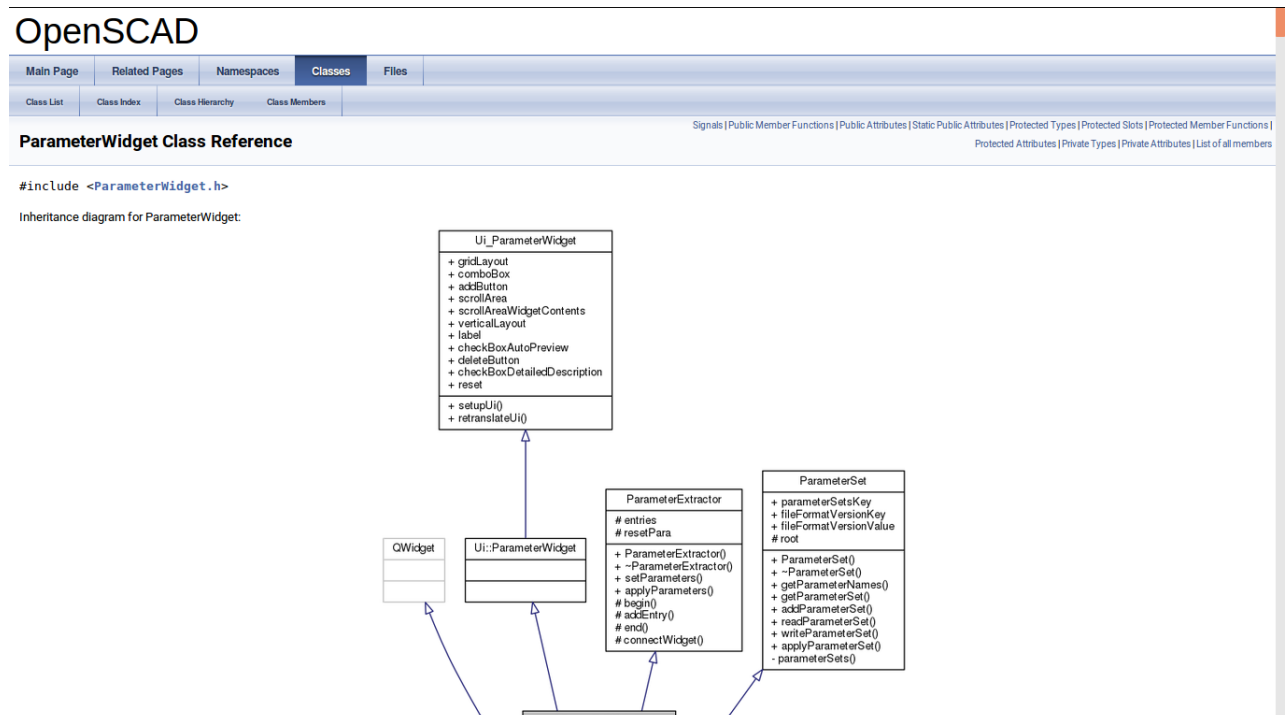 OpenSCAD
Main Page Related Pages Namespaces Classes Files
Class List Class Index Class Hierarchy Class Members
Signals | Public Member Functions | Public Attributes | Static Public Attributes | Protected Types | Protected Slots | Protected Member Functions |
Protected Attributes | Private Types | Private Attributes | List of all members
ParameterWidget Class Reference
#include <ParameterWidget.h>
Inheritance diagram for ParameterWidget:
Ui_ParameterWidget
+ gridLayout
+ comboBox
+ addButton
+ scrollArea
+ scrollAreaWidgetContents
+ verticalLayout
+ label
+ checkBoxAutoPreview
+ deleteButton
+ checkBoxDetailedDescription
+ reset
+ setupUi()
+ retranslateUi()
QWidget
Ui::ParameterWidget
ParameterExtractor
# entries
# resetPara
+ ParameterExtractor()
+ ~ParameterExtractor()
+ setParameters()
+ applyParameters()
# begin()
# addEntry()
# end()
# connectWidget()
ParameterSet
+ parameterSetsKey
+ fileFormatVersionKey
+ fileFormatVersionValue
# root
+ ParameterSet()
+ ~ParameterSet()
+ getParameterNames()
+ getParameterSet()
+ addParameterSet()
+ readParameterSet()
+ writeParameterSet()
+ applyParameterSet()
- parameterSets()